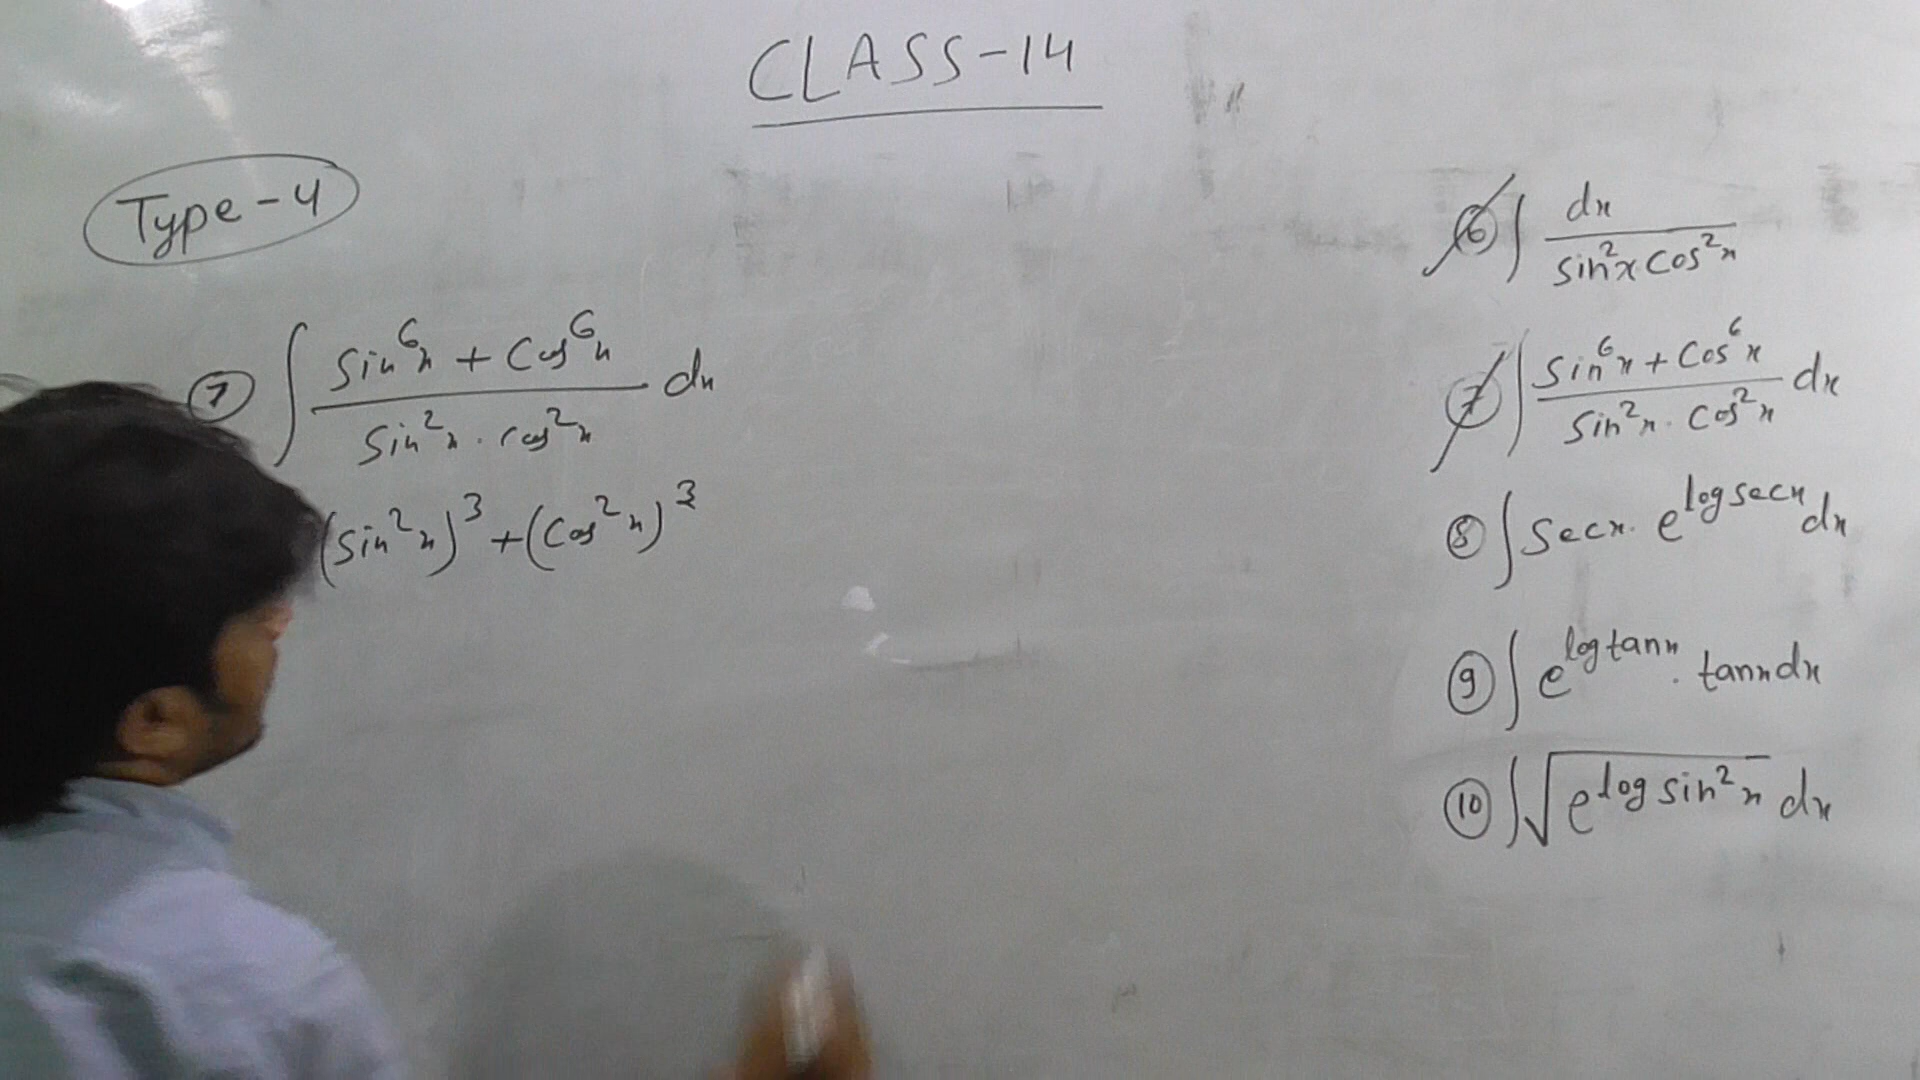 CLASS-14
Type-4
⑦ ∫ (sin⁶x + cos⁶x)/(sin²x · cos²x) dx
(sin²x)³ + (cos²x)³
⑥ ∫ dx/(sin²x cos²x)
⑦ ∫ (sin⁶x + cos⁶x)/(sin²x · cos²x) dx
⑧ ∫ secx · e^(log secx) dx
⑨ ∫ e^(log tanx) · tanx dx
⑩ ∫ √(e^(log sin²x)) dx